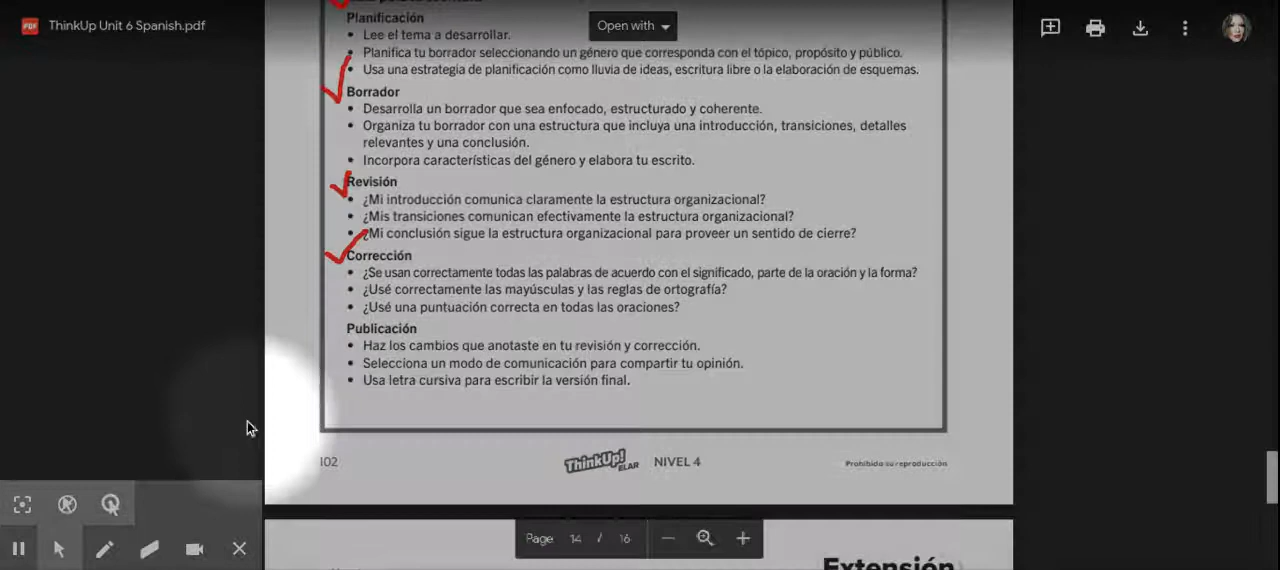 ThinkUp Unit 6 Spanish.pdf
Open with
Planificación
• Lee el tema a desarrollar.
• Planifica tu borrador seleccionando un género que corresponda con el tópico, propósito y público.
• Usa una estrategia de planificación como lluvia de ideas, escritura libre o la elaboración de esquemas.
Borrador
• Desarrolla un borrador que sea enfocado, estructurado y coherente.
• Organiza tu borrador con una estructura que incluya una introducción, transiciones, detalles
relevantes y una conclusión.
• Incorpora características del género y elabora tu escrito.
Revisión
• ¿Mi introducción comunica claramente la estructura organizacional?
• ¿Mis transiciones comunican efectivamente la estructura organizacional?
• ¿Mi conclusión sigue la estructura organizacional para proveer un sentido de cierre?
Corrección
• ¿Se usan correctamente todas las palabras de acuerdo con el significado, parte de la oración y la forma?
• ¿Usé correctamente las mayúsculas y las reglas de ortografía?
• ¿Usé una puntuación correcta en todas las oraciones?
Publicación
• Haz los cambios que anotaste en tu revisión y corrección.
• Selecciona un modo de comunicación para compartir tu opinión.
• Usa letra cursiva para escribir la versión final.
102 ThinkUp! ELAR NIVEL 4 Prohibida su reproducción
Page 14 / 16
Extensión